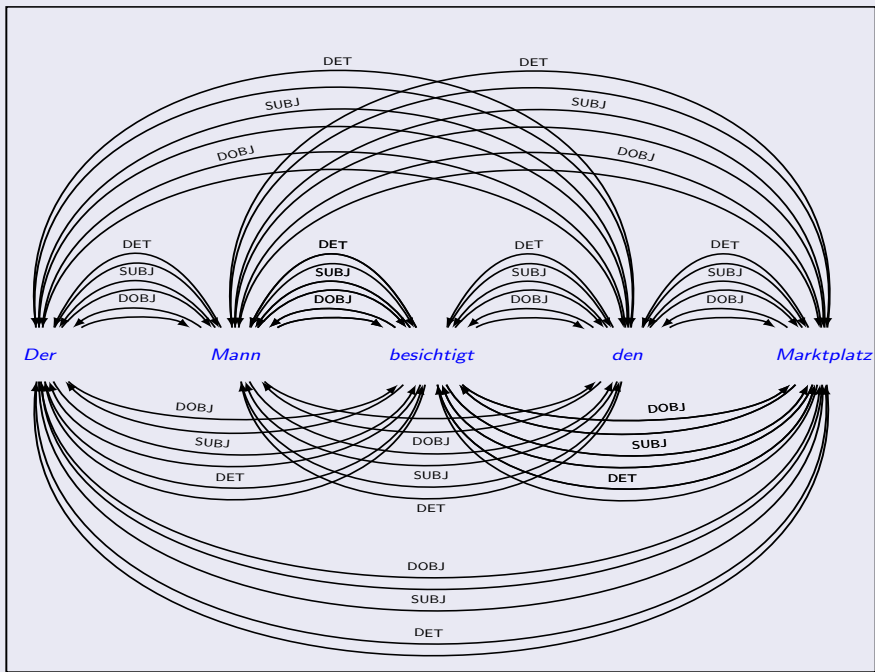 DET DET
SUBJ SUBJ
DOBJ DOBJ
DET DET DET DET
SUBJ SUBJ SUBJ SUBJ
DOBJ DOBJ DOBJ DOBJ
Der Mann besichtigt den Marktplatz
DOBJ DOBJ
SUBJ DOBJ SUBJ
DET SUBJ DET
DET
DOBJ
SUBJ
DET